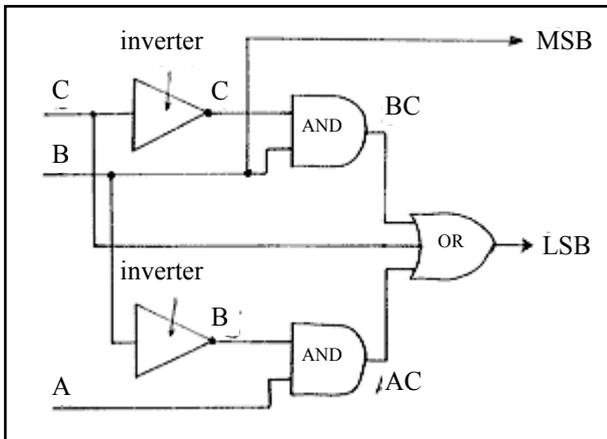 inverter
MSB
C
C
BC
AND
B
OR
LSB
inverter
B
AND
A
AC